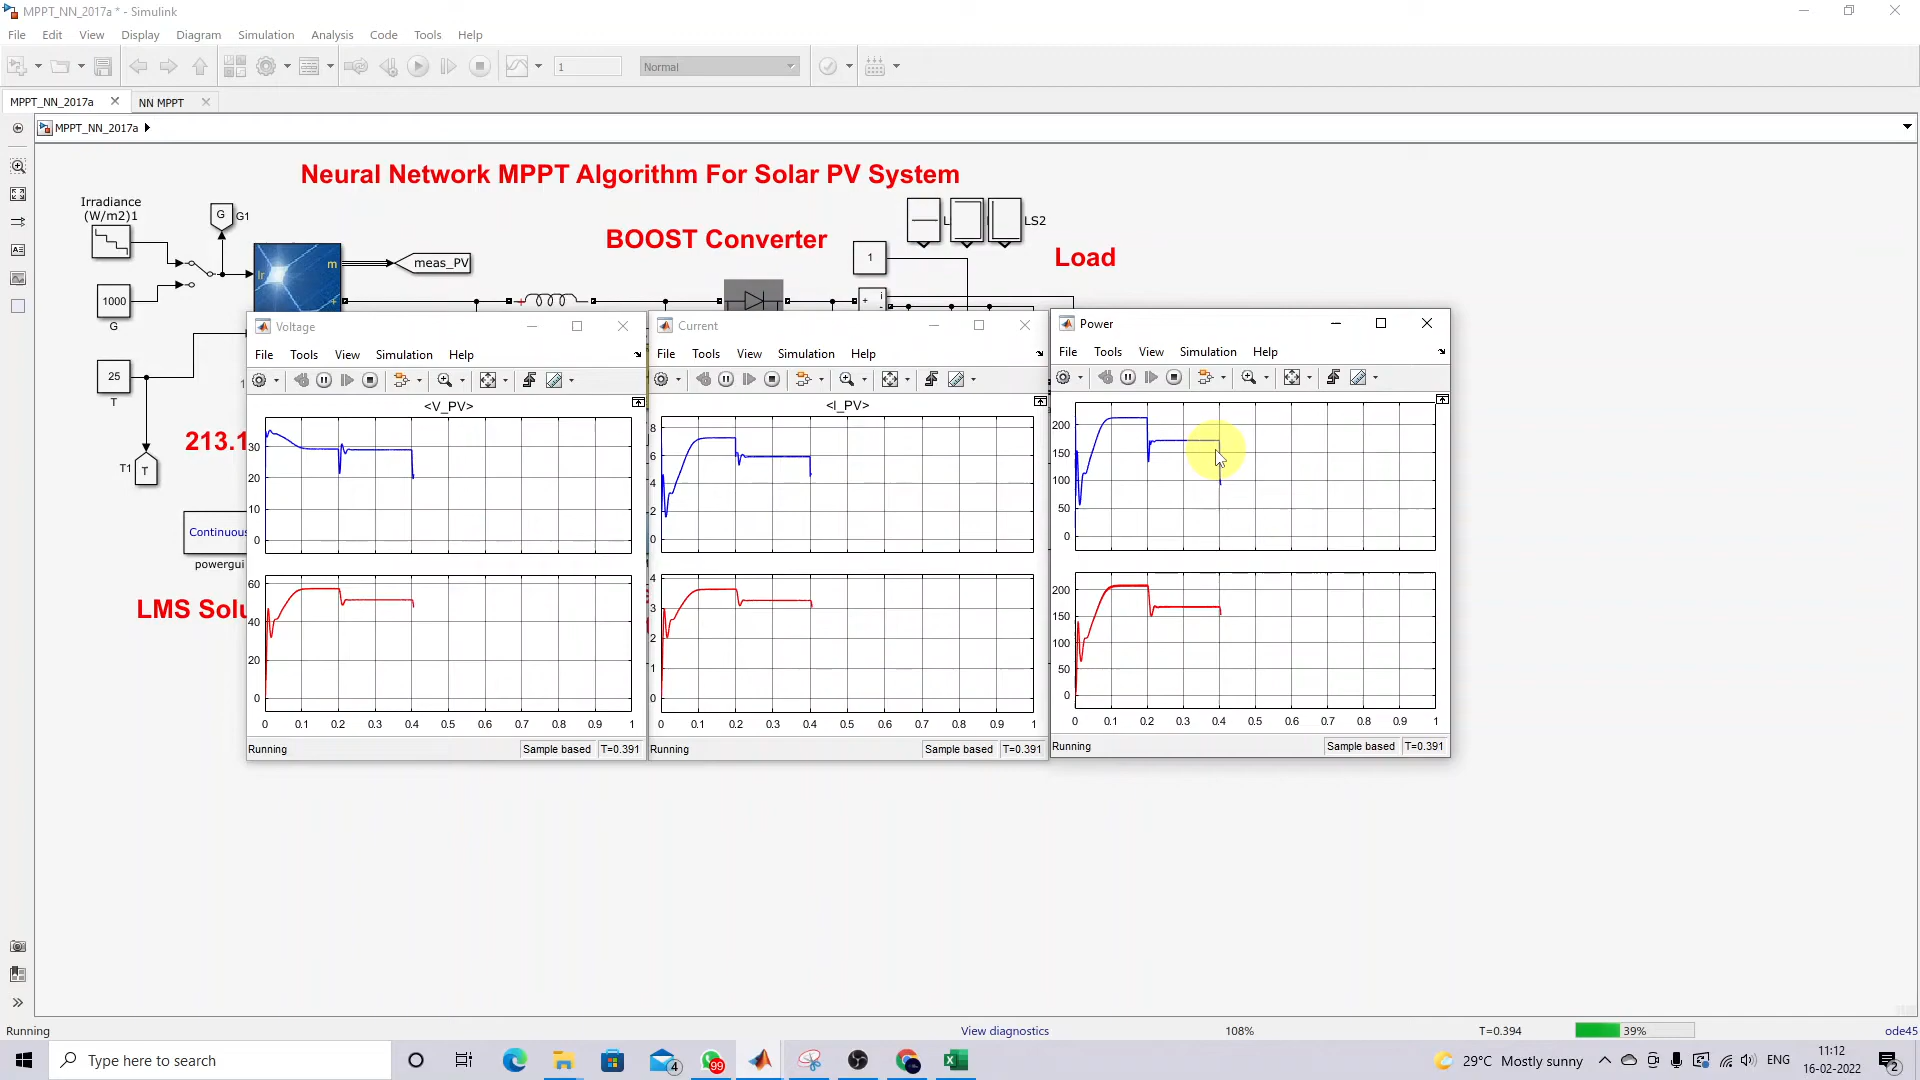 MPPT_NN_2017a * - Simulink
File Edit View Display Diagram Simulation Analysis Code Tools Help
1
Normal
MPPT_NN_2017a
NN MPPT
MPPT_NN_2017a
Neural Network MPPT Algorithm For Solar PV System
Irradiance
(W/m2)1
G
G1
LS2
BOOST Converter
Load
m
meas_PV
Ir
1
1000
G
+
+
i
25
T
T1
T
213.1
Continuous
powergui
LMS Solu
Voltage
File Tools View Simulation Help
<V_PV>
30
20
10
0
60
40
20
0
0 0.1 0.2 0.3 0.4 0.5 0.6 0.7 0.8 0.9 1
Running
Sample based
T=0.391
Current
File Tools View Simulation Help
<I_PV>
8
6
4
2
0
4
3
2
1
0
0 0.1 0.2 0.3 0.4 0.5 0.6 0.7 0.8 0.9 1
Running
Sample based
T=0.391
Power
File Tools View Simulation Help
200
150
100
50
0
200
150
100
50
0
0 0.1 0.2 0.3 0.4 0.5 0.6 0.7 0.8 0.9 1
Running
Sample based
T=0.391
Running
View diagnostics
108%
T=0.394
39%
ode45
Type here to search
4
99
29°C Mostly sunny
ENG
11:12
16-02-2022
2